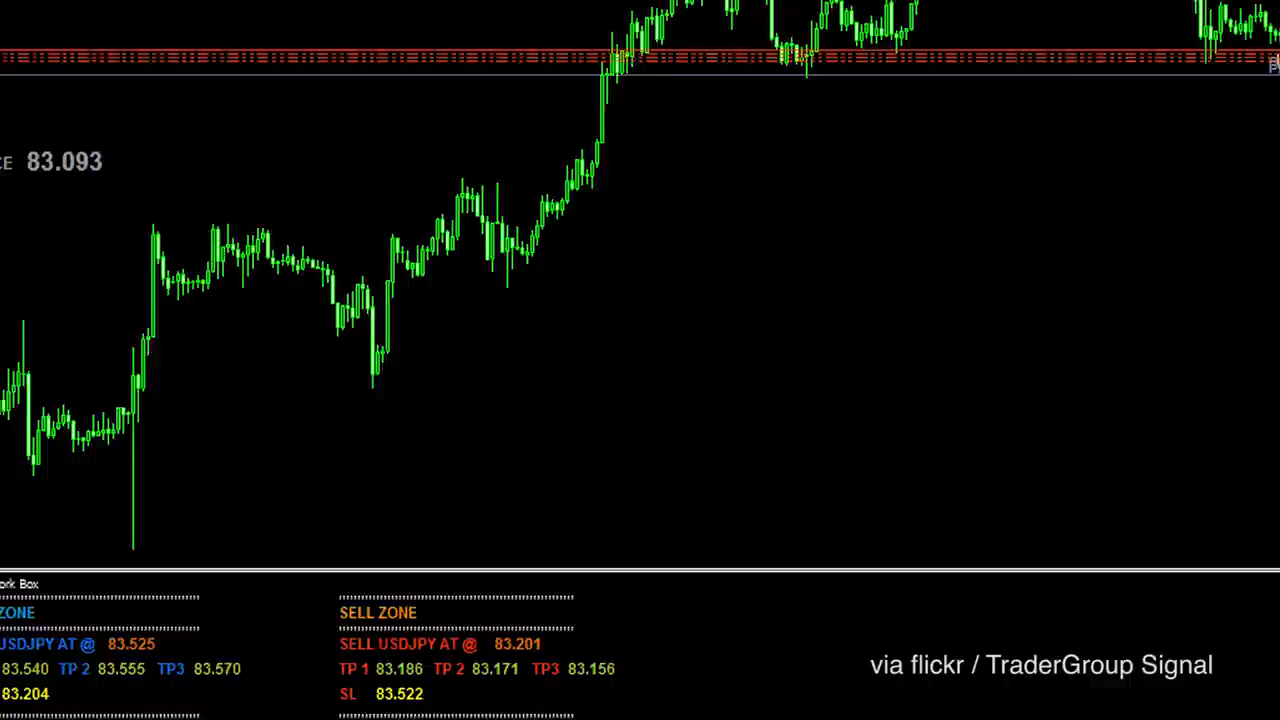 CE 83.093
ork Box
ZONE
SELL ZONE
USDJPY AT @ 83.525
SELL USDJPY AT @ 83.201
83.540 TP 2 83.555 TP3 83.570
TP 1 83.186 TP 2 83.171 TP3 83.156
83.204
SL 83.522
via flickr / TraderGroup Signal